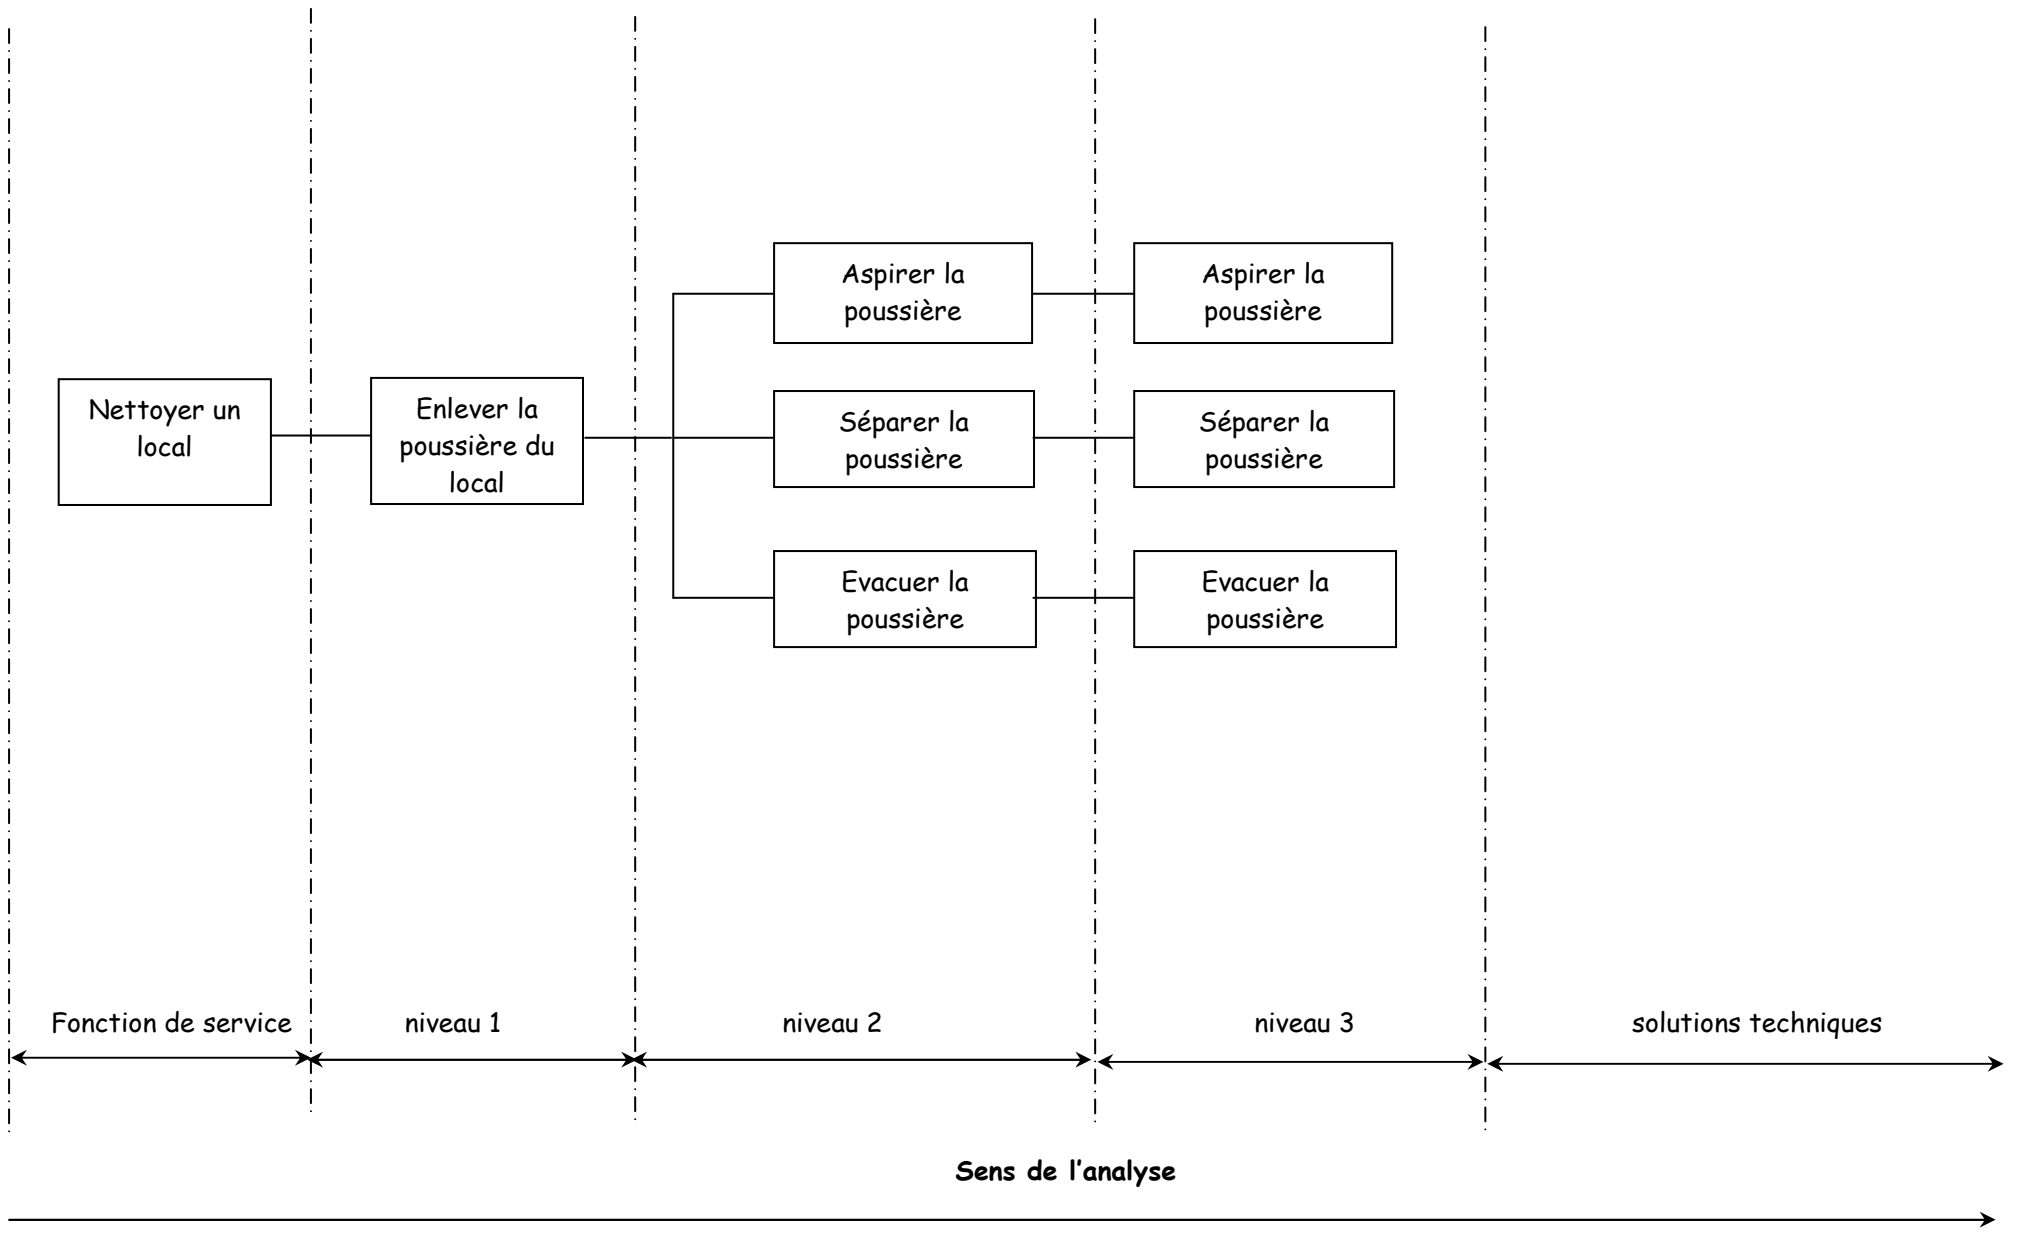 Aspirer la
poussière
Aspirer la
poussière
Nettoyer un
local
Enlever la
poussière du
local
Séparer la
poussière
Séparer la
poussière
Evacuer la
poussière
Evacuer la
poussière
Fonction de service
niveau 1
niveau 2
niveau 3
solutions techniques
Sens de l'analyse